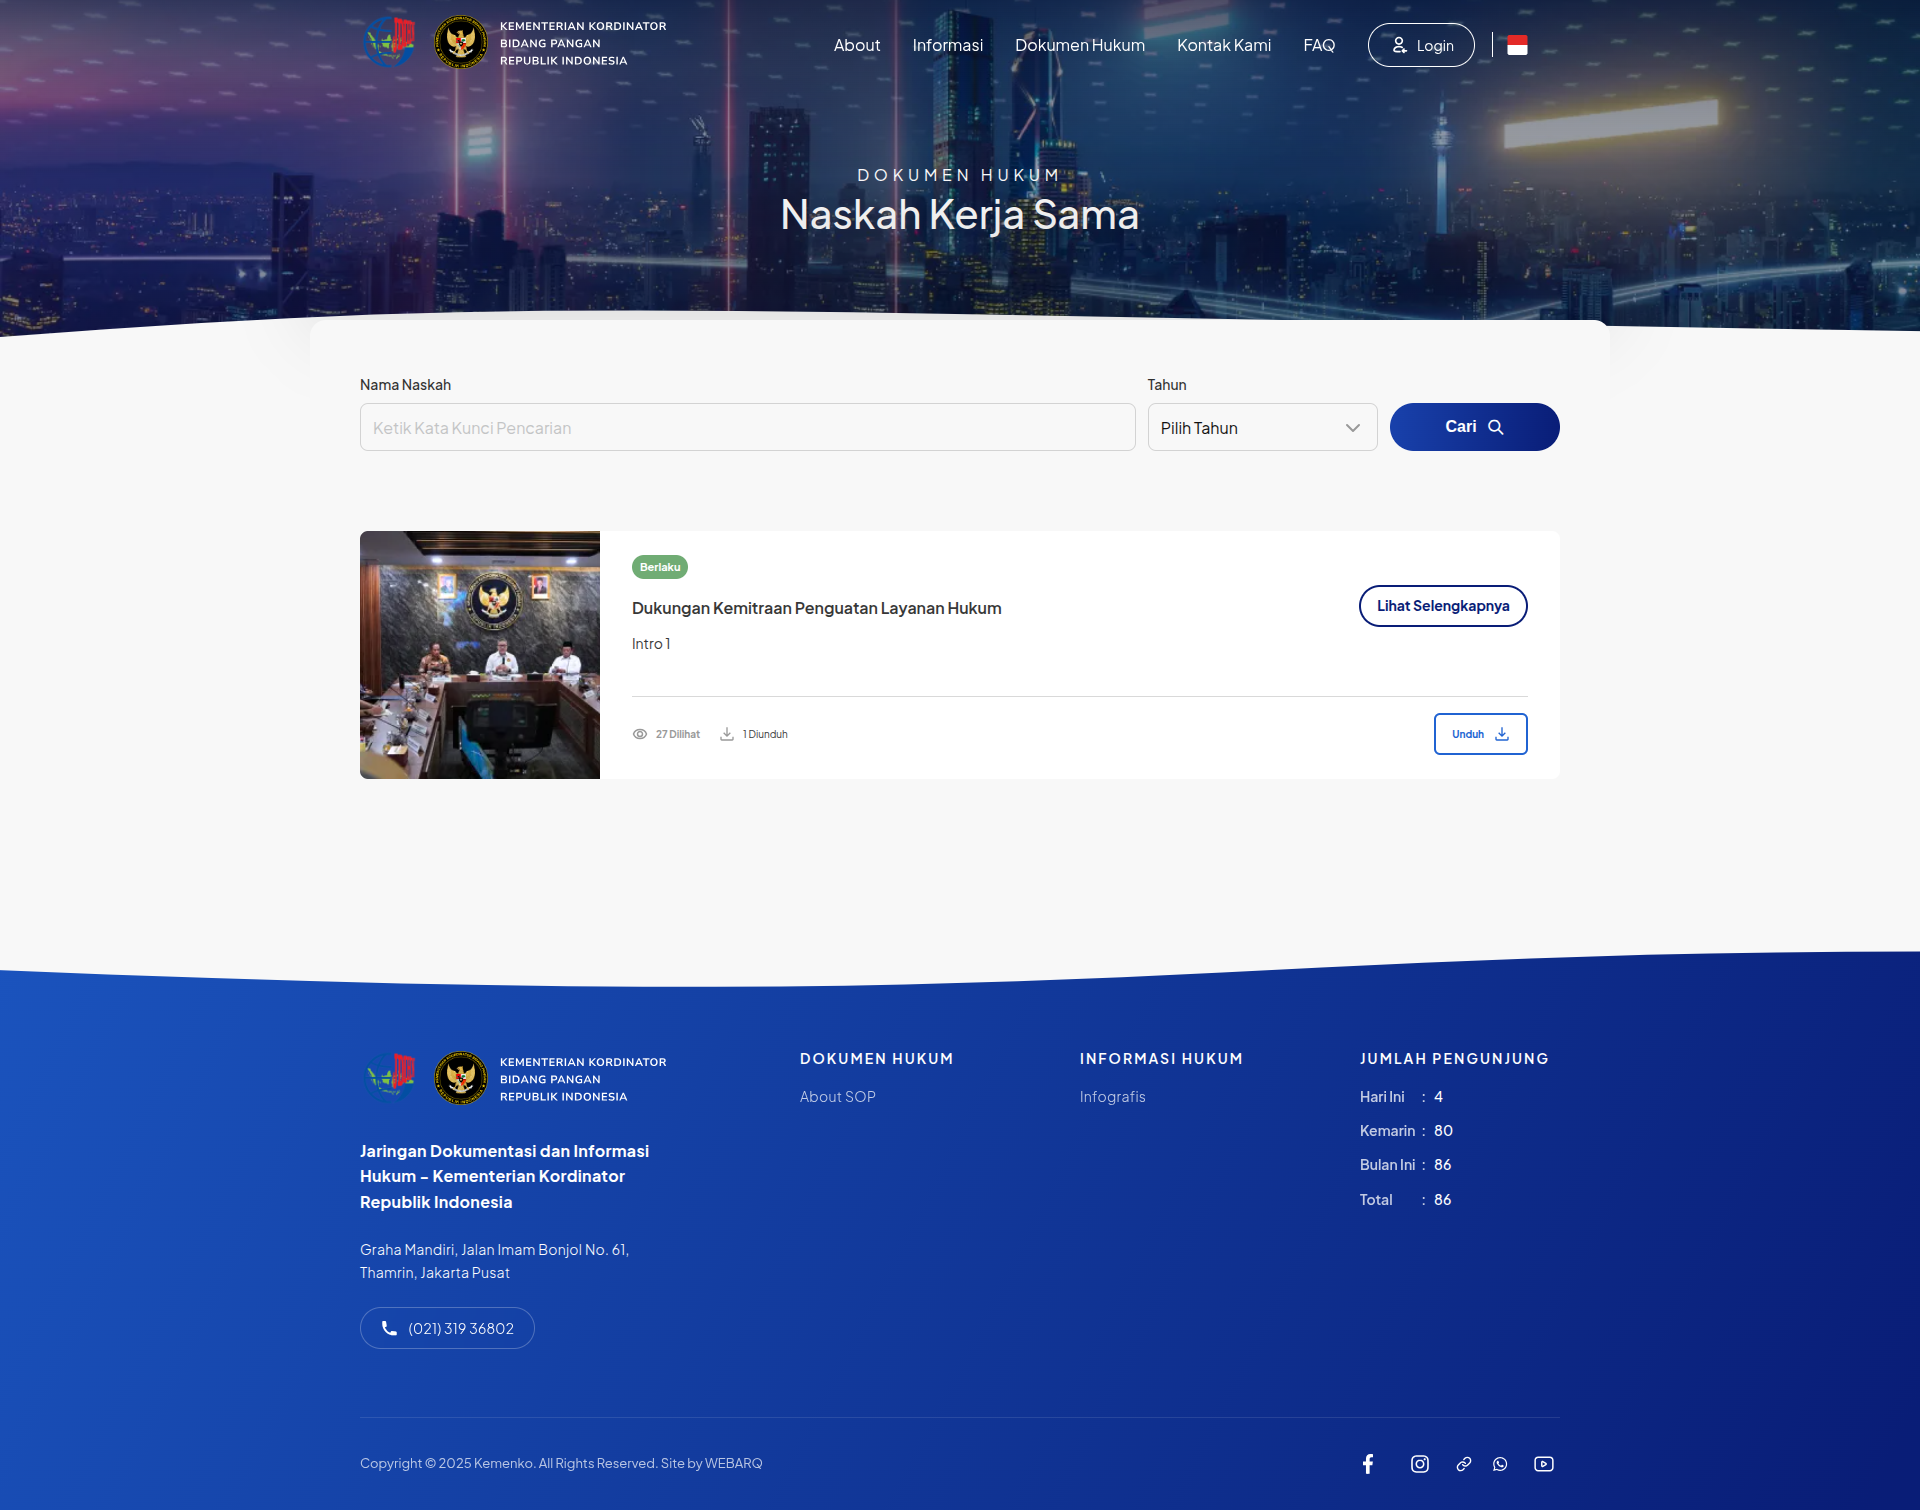 KEMENTERIAN KORDINATOR
BIDANG PANGAN
REPUBLIK INDONESIA
About
Informasi
Dokumen Hukum
Kontak Kami
FAQ
Login
DOKUMEN HUKUM
Naskah Kerja Sama
Nama Naskah
Tahun
Ketik Kata Kunci Pencarian
Pilih Tahun
Cari
Berlaku
Dukungan Kemitraan Penguatan Layanan Hukum
Intro 1
Lihat Selengkapnya
27 Dilihat
1 Diunduh
Unduh
KEMENTERIAN KORDINATOR
BIDANG PANGAN
REPUBLIK INDONESIA
Jaringan Dokumentasi dan Informasi
Hukum - Kementerian Kordinator
Republik Indonesia
Graha Mandiri, Jalan Imam Bonjol No. 61,
Thamrin, Jakarta Pusat
(021) 319 36802
DOKUMEN HUKUM
About SOP
INFORMASI HUKUM
Infografis
JUMLAH PENGUNJUNG
Hari Ini : 4
Kemarin : 80
Bulan Ini : 86
Total : 86
Copyright © 2025 Kemenko. All Rights Reserved. Site by WEBARQ